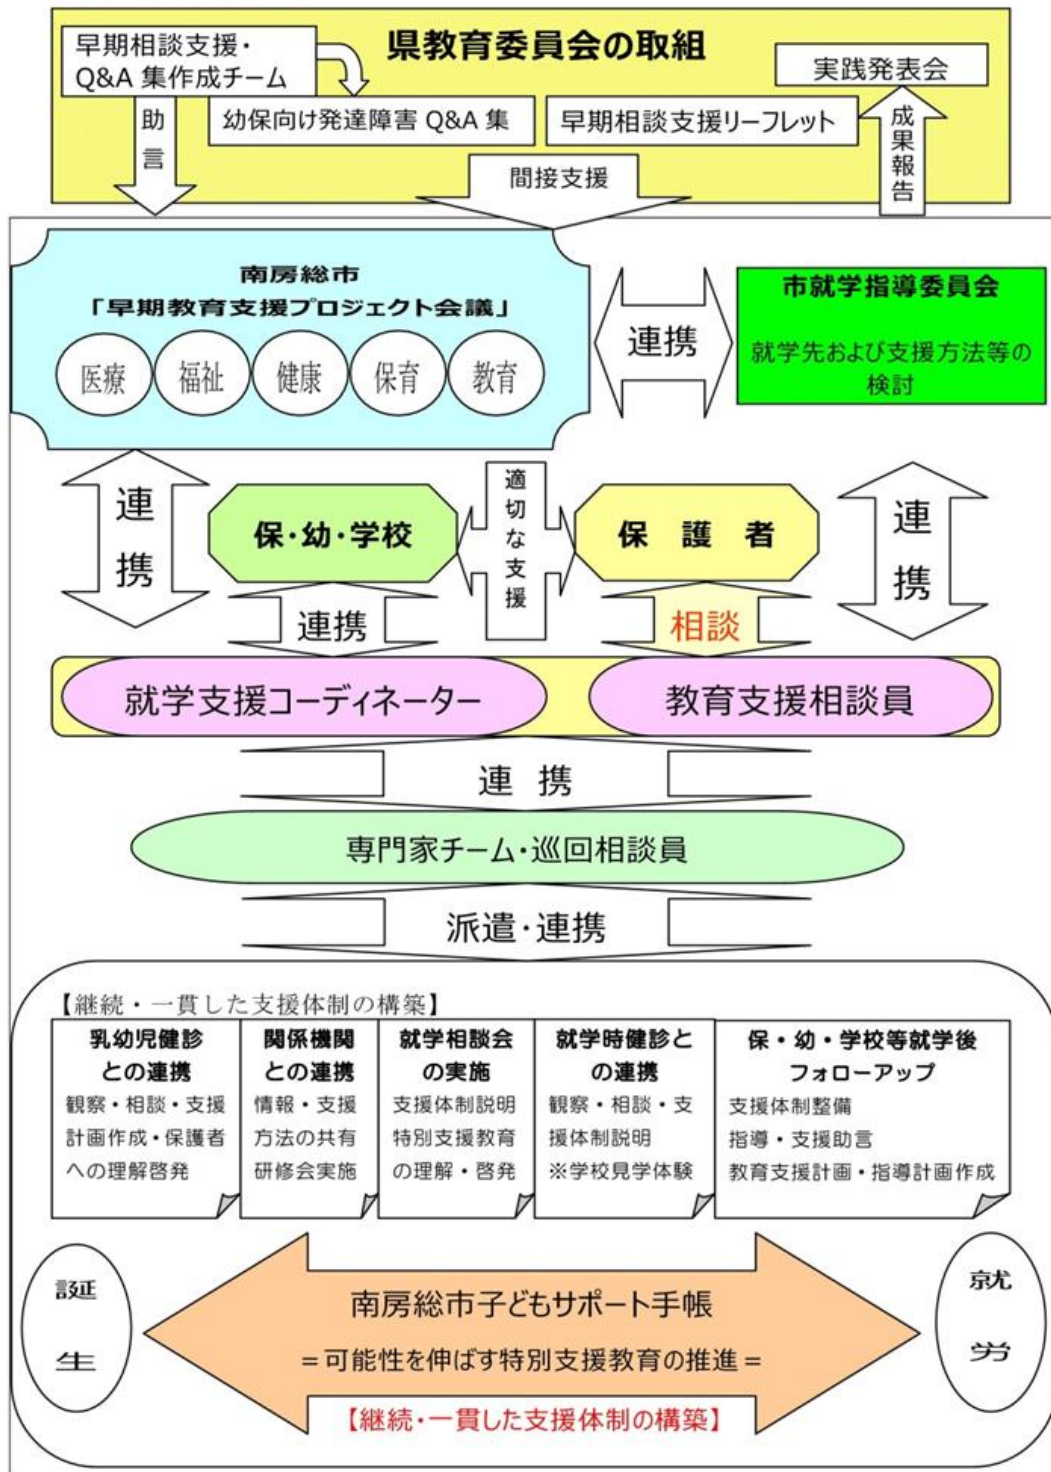 県教育委員会の取組
早期相談支援・
Q&A 集作成チーム
実践発表会
幼保向け発達障害 Q&A 集
早期相談支援リーフレット
助言
間接支援
成果報告
南房総市
「早期教育支援プロジェクト会議」
医療
福祉
健康
保育
教育
連携
市就学指導委員会
就学先および支援方法等の
検討
連携
保・幼・学校
適切な支援
保 護 者
連携
連携
相談
就学支援コーディネーター
教育支援相談員
連 携
専門家チーム・巡回相談員
派遣・連携
【継続・一貫した支援体制の構築】
乳幼児健診
との連携
観察・相談・支援
計画作成・保護者
への理解啓発
関係機関
との連携
情報・支援
方法の共有
研修会実施
就学相談会
の実施
支援体制説明
特別支援教育
の理解・啓発
就学時健診と
の連携
観察・相談・支
援体制説明
※学校見学体験
保・幼・学校等就学後
フォローアップ
支援体制整備
指導・支援助言
教育支援計画・指導計画作成
誕生
南房総市子どもサポート手帳
=可能性を伸ばす特別支援教育の推進=
【継続・一貫した支援体制の構築】
就労